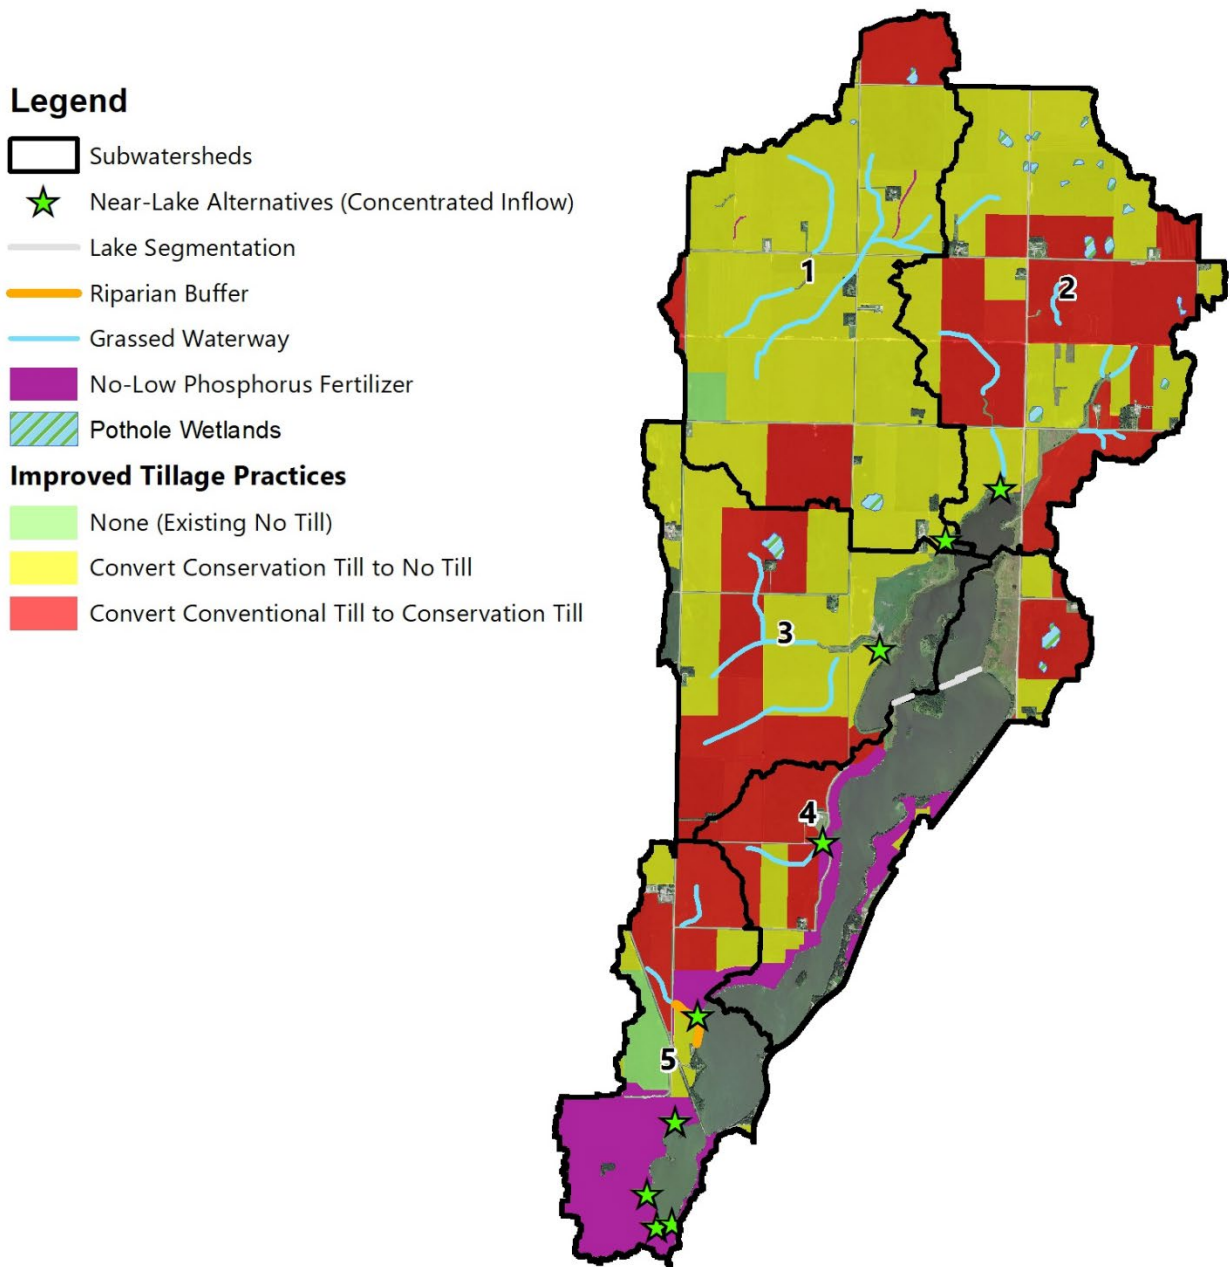 Legend
Subwatersheds
Near-Lake Alternatives (Concentrated Inflow)
Lake Segmentation
Riparian Buffer
Grassed Waterway
No-Low Phosphorus Fertilizer
Pothole Wetlands
Improved Tillage Practices
None (Existing No Till)
Convert Conservation Till to No Till
Convert Conventional Till to Conservation Till
1
2
3
4
5